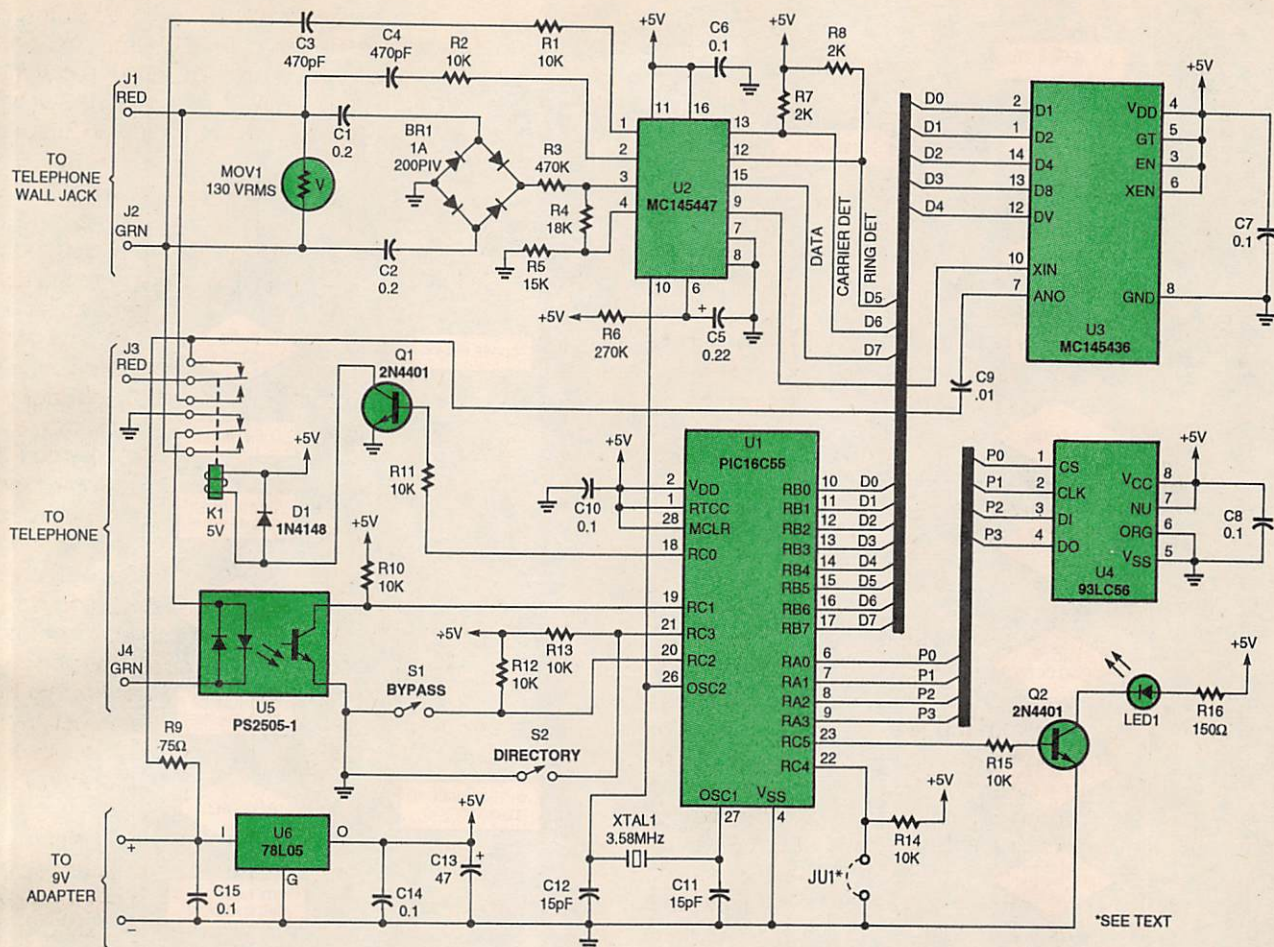 C3
470pF
C4
470pF
R2
10K
R1
10K
+5V
C6
0.1
+5V
R8
2K
R7
2K
J1
RED
TO
TELEPHONE
WALL JACK
J2
GRN
C1
0.2
MOV1
130 VRMS
V
C2
0.2
BR1
1A
200PIV
R3
470K
R4
18K
R5
15K
11
16
1
2
3
4
13
12
15
9
7
8
10
6
U2
MC145447
+5V
R6
270K
+
C5
0.22
DATA
CARRIER DET
RING DET
D0
D1
D2
D3
D4
D5
D6
D7
2
1
14
13
12
10
7
D1
D2
D4
D8
DV
XIN
ANO
VDD
GT
EN
XEN
GND
4
5
3
6
8
U3
MC145436
+5V
C7
0.1
C9
.01
J3
RED
TO
TELEPHONE
J4
GRN
K1
5V
D1
1N4148
+5V
Q1
2N4401
R11
10K
+5V
R10
10K
U5
PS2505-1
+5V
C10
0.1
U1
PIC16C55
2
1
28
18
19
21
20
26
VDD
RTCC
MCLR
RC0
RC1
RC3
RC2
OSC2
OSC1
VSS
27
4
RB0
RB1
RB2
RB3
RB4
RB5
RB6
RB7
RA0
RA1
RA2
RA3
RC5
RC4
10
11
12
13
14
15
16
17
6
7
8
9
23
22
D0
D1
D2
D3
D4
D5
D6
D7
P0
P1
P2
P3
P0
P1
P2
P3
1
2
3
4
CS
CLK
DI
DO
VCC
NU
ORG
VSS
8
7
6
5
U4
93LC56
+5V
C8
0.1
+5V
R13
10K
R12
10K
S1
BYPASS
S2
DIRECTORY
R9
75Ω
TO
9V
ADAPTER
+
−
I
U6
78L05
O
G
+5V
C15
0.1
C14
0.1
C13
47
+
XTAL1
3.58MHz
C12
15pF
C11
15pF
R15
10K
Q2
2N4401
LED1
R16
150Ω
+5V
+5V
R14
10K
JU1*
*SEE TEXT